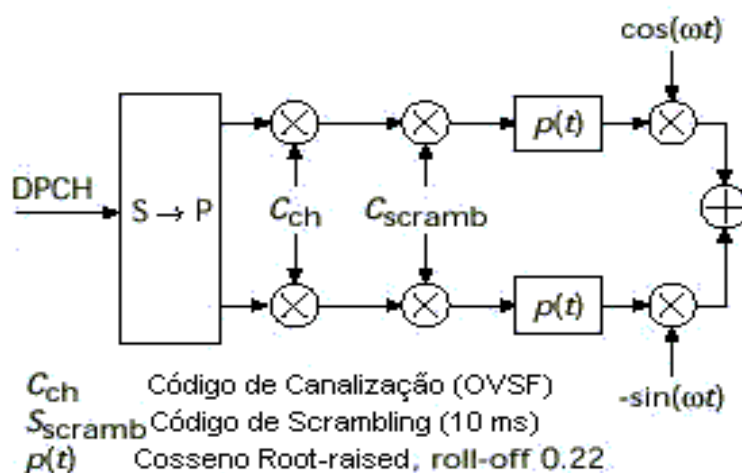 cos(ωt)
p(t)
DPCH
S → P
Cch
Cscramb
p(t)
-sin(ωt)
Cch Código de Canalização (OVSF)
Sscramb Código de Scrambling (10 ms)
p(t) Cosseno Root-raised, roll-off 0.22